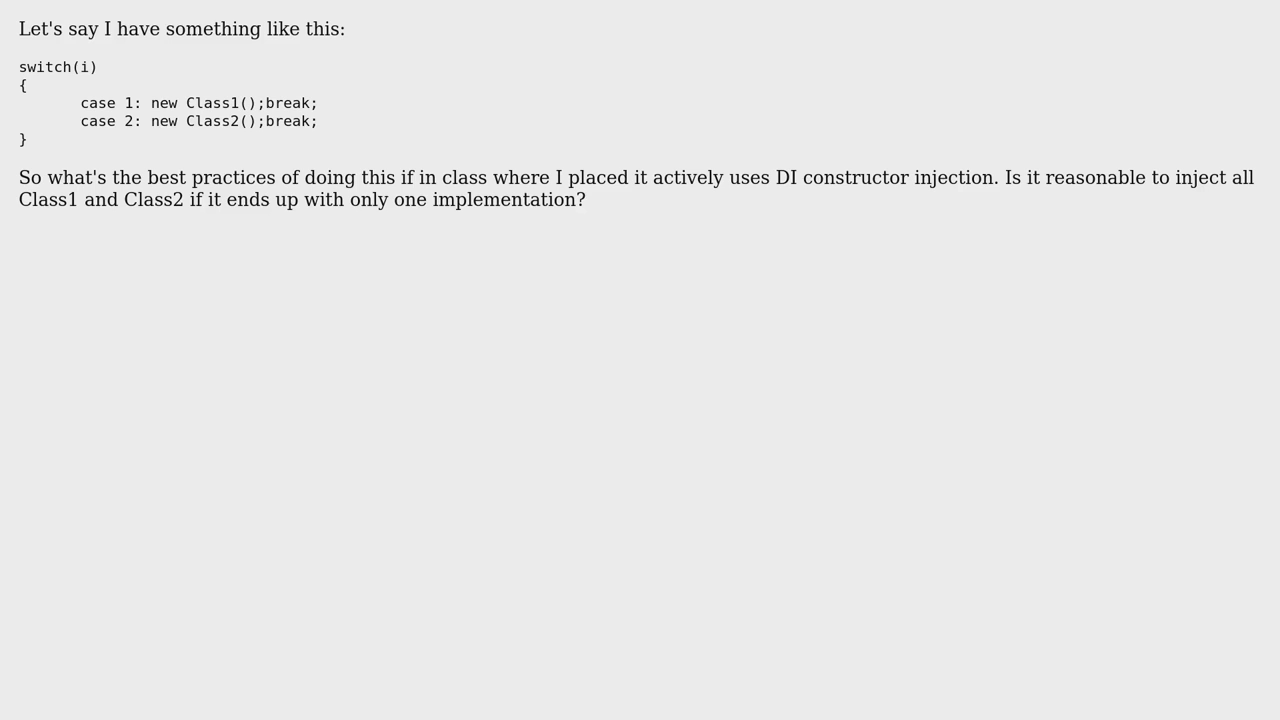 Let's say I have something like this:
switch(i)
{
       case 1: new Class1();break;
       case 2: new Class2();break;
}
So what's the best practices of doing this if in class where I placed it actively uses DI constructor injection. Is it reasonable to inject all
Class1 and Class2 if it ends up with only one implementation?